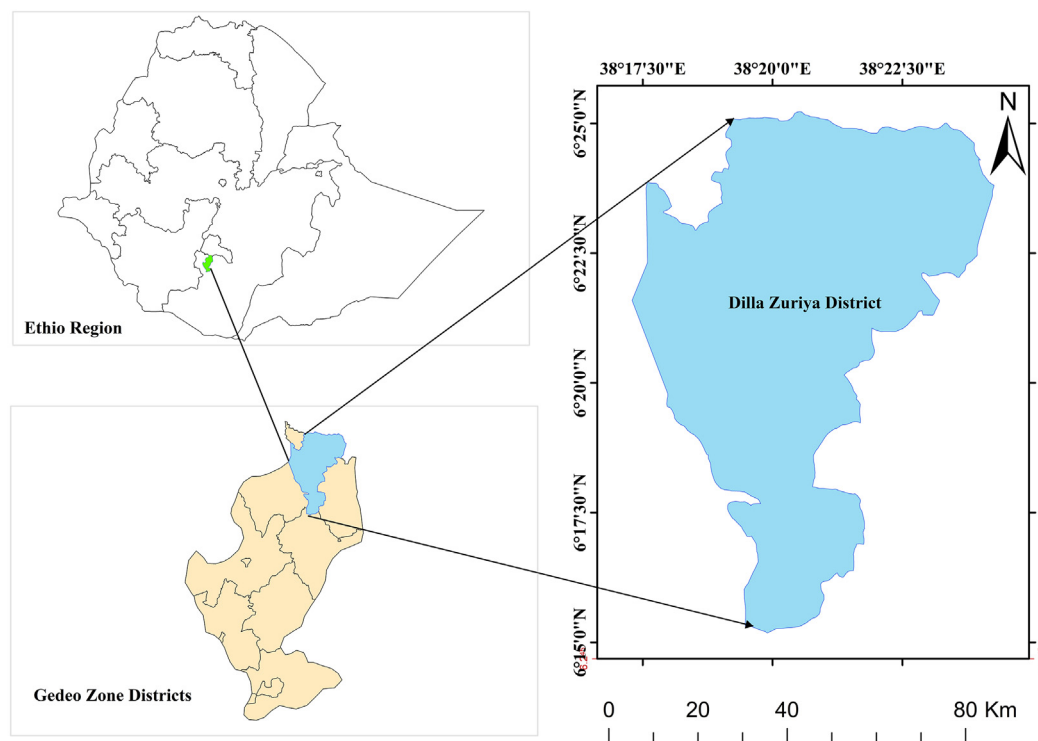 38°17'30"E 38°20'0"E 38°22'30"E
N
6°25'0"N
6°22'30"N
Dilla Zuriya District
Ethio Region
6°20'0"N
6°17'30"N
6°15'0"N
Gedeo Zone Districts
0 20 40 80 Km